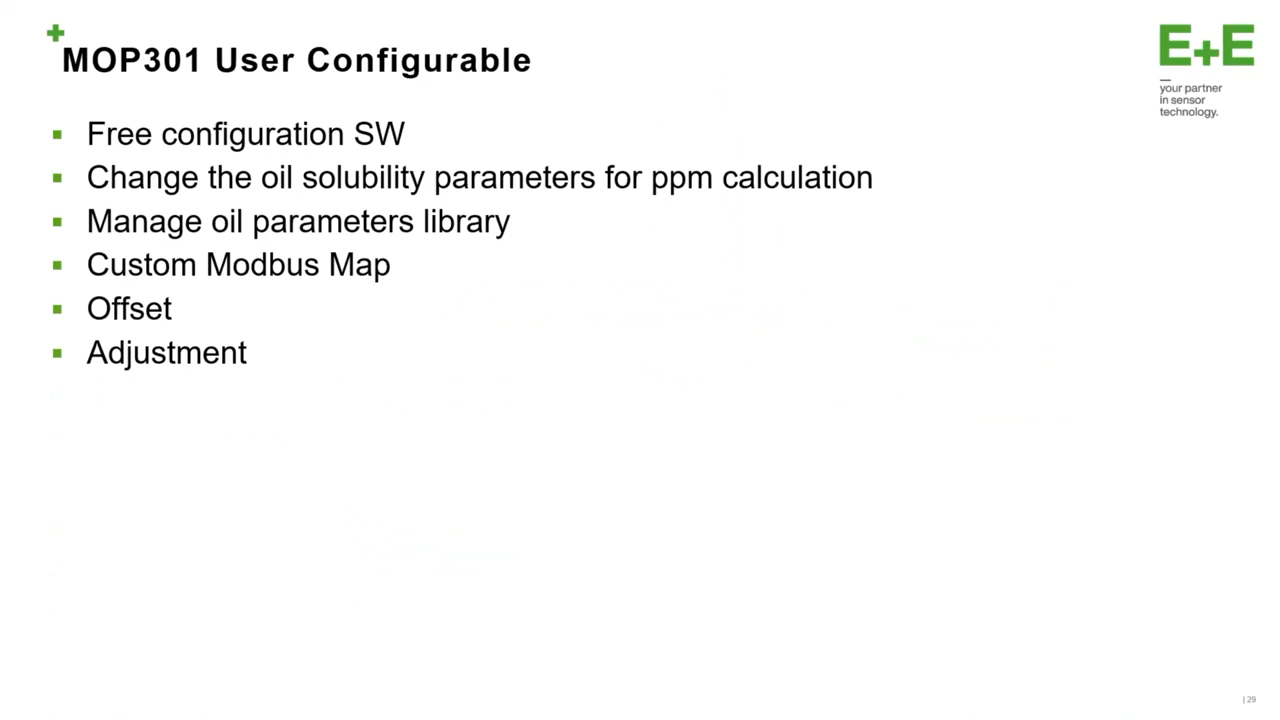 MOP301 User Configurable
E+E
your partner
in sensor
technology.
Free configuration SW
Change the oil solubility parameters for ppm calculation
Manage oil parameters library
Custom Modbus Map
Offset
Adjustment
| 29